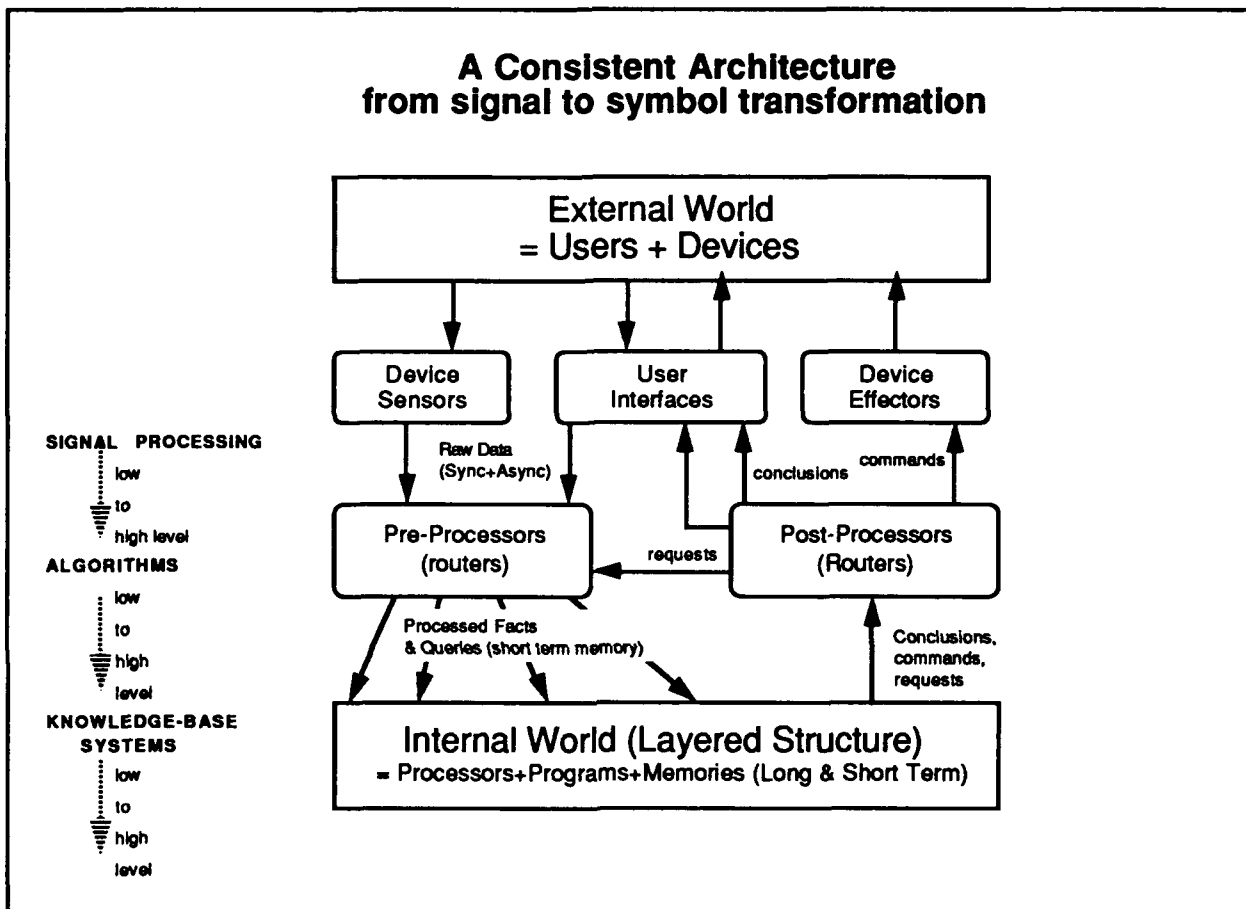 A Consistent Architecture
from signal to symbol transformation
External World
= Users + Devices
Device
Sensors
User
Interfaces
Device
Effectors
SIGNAL PROCESSING
low
to
high level
Raw Data
(Sync+Async)
conclusions
commands
Pre-Processors
(routers)
requests
Post-Processors
(Routers)
ALGORITHMS
low
to
high
level
Processed Facts
& Queries (short term memory)
Conclusions,
commands,
requests
KNOWLEDGE-BASE
SYSTEMS
low
to
high
level
Internal World (Layered Structure)
= Processors+Programs+Memories (Long & Short Term)